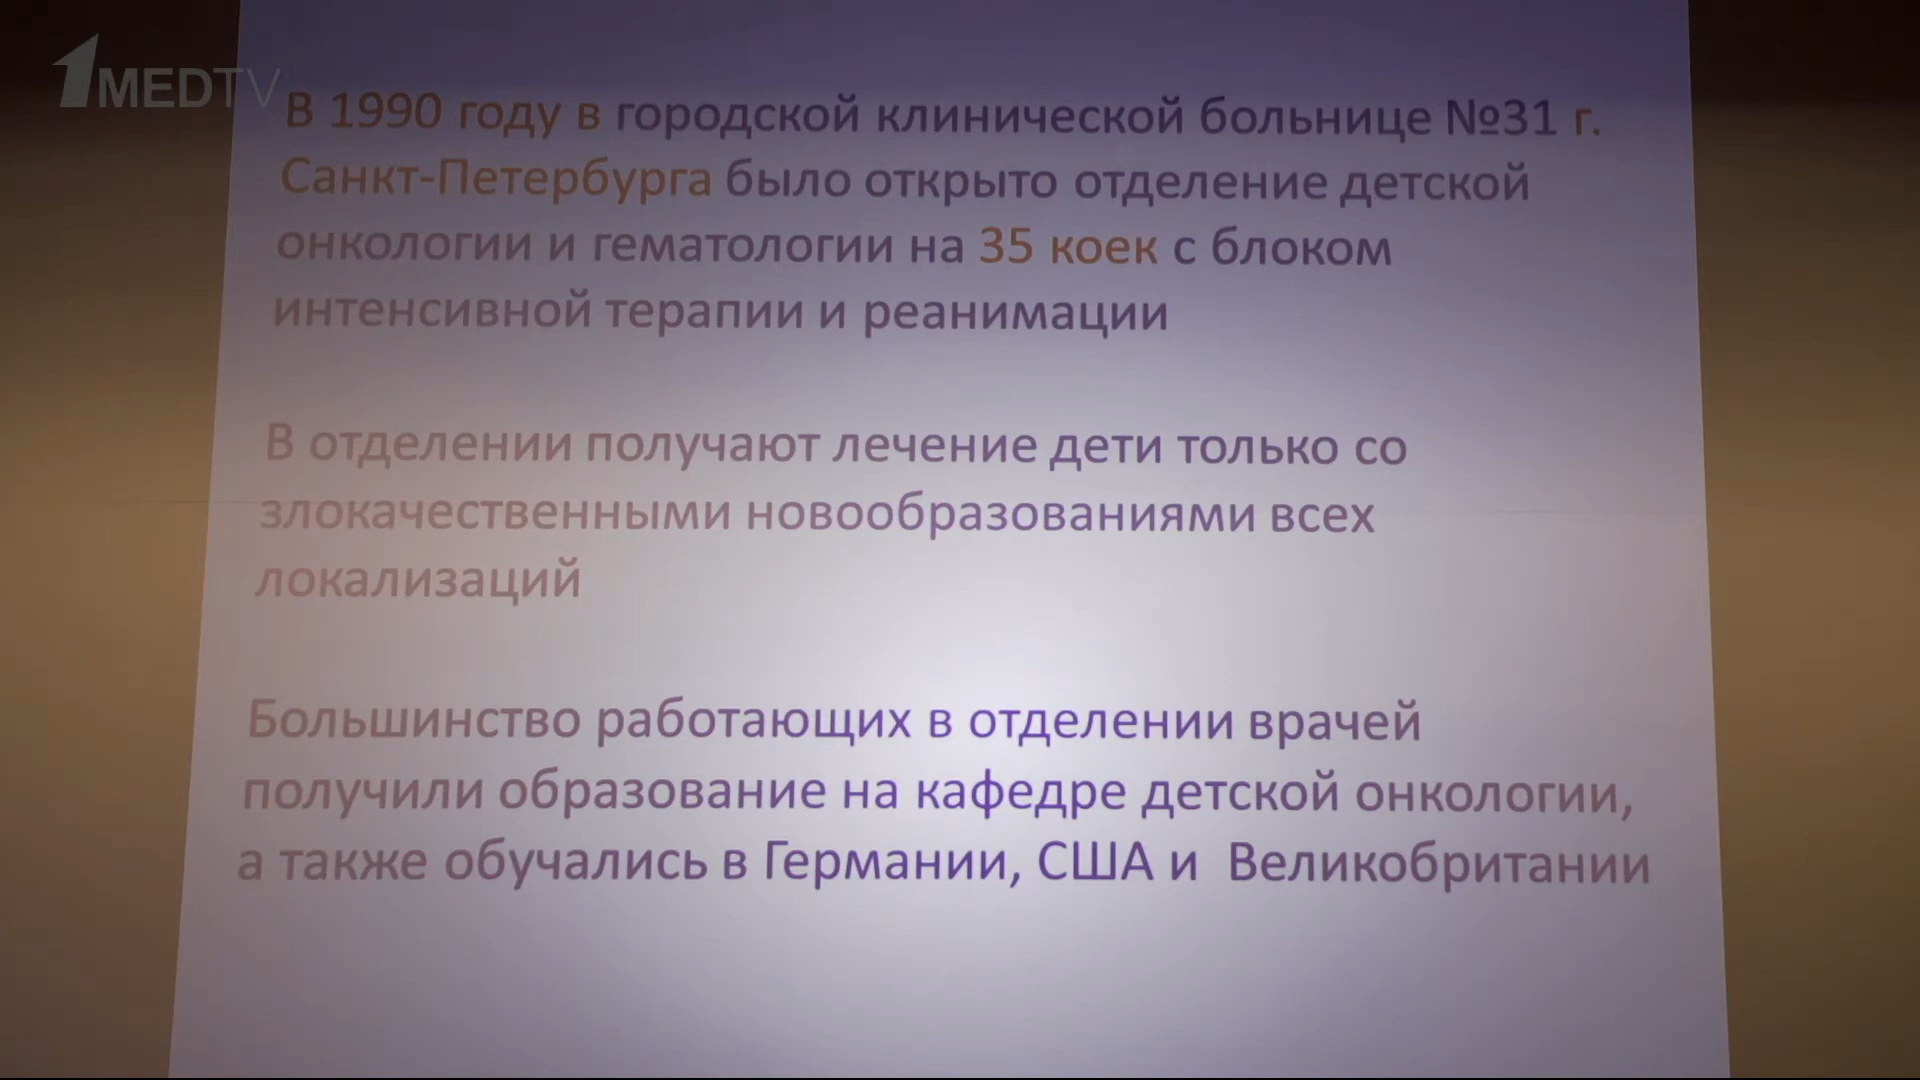 1MEDTV
В 1990 году в городской клинической больнице №31 г.
Санкт-Петербурга было открыто отделение детской
онкологии и гематологии на 35 коек с блоком
интенсивной терапии и реанимации
В отделении получают лечение дети только со
злокачественными новообразованиями всех
локализаций
Большинство работающих в отделении врачей
получили образование на кафедре детской онкологии,
а также обучались в Германии, США и Великобритании